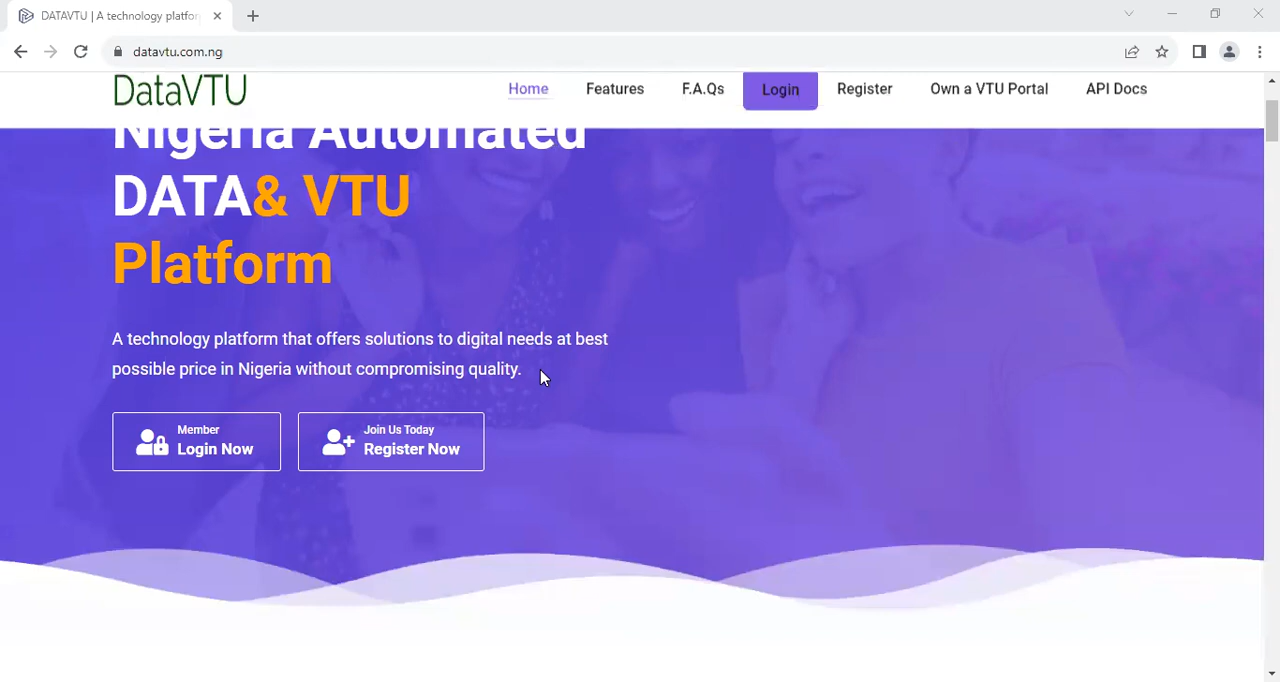 DATAVTU | A technology platfor
datavtu.com.ng
DataVTU
Home Features F.A.Qs Login Register Own a VTU Portal API Docs
Nigeria Automated
DATA& VTU
Platform
A technology platform that offers solutions to digital needs at best
possible price in Nigeria without compromising quality.
Member
Login Now
Join Us Today
Register Now